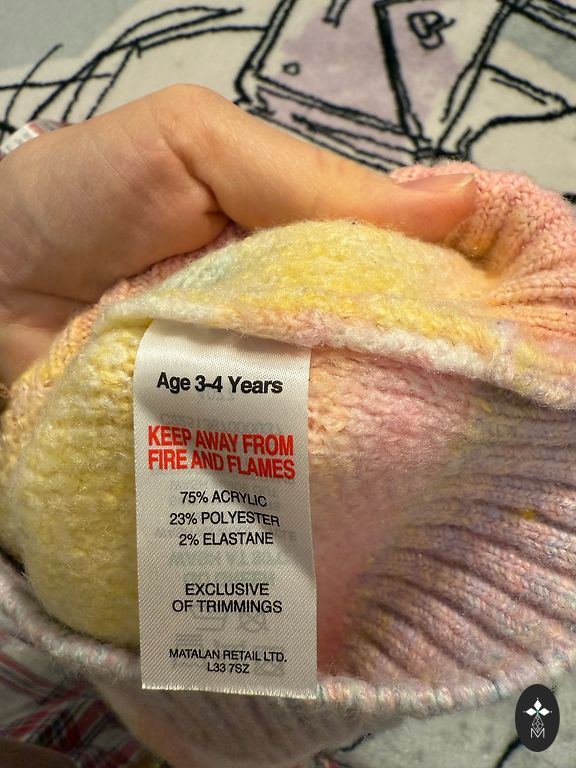 Age 3-4 Years
KEEP AWAY FROM
FIRE AND FLAMES
75% ACRYLIC
23% POLYESTER
2% ELASTANE
EXCLUSIVE
OF TRIMMINGS
MATALAN RETAIL LTD.
L33 7SZ